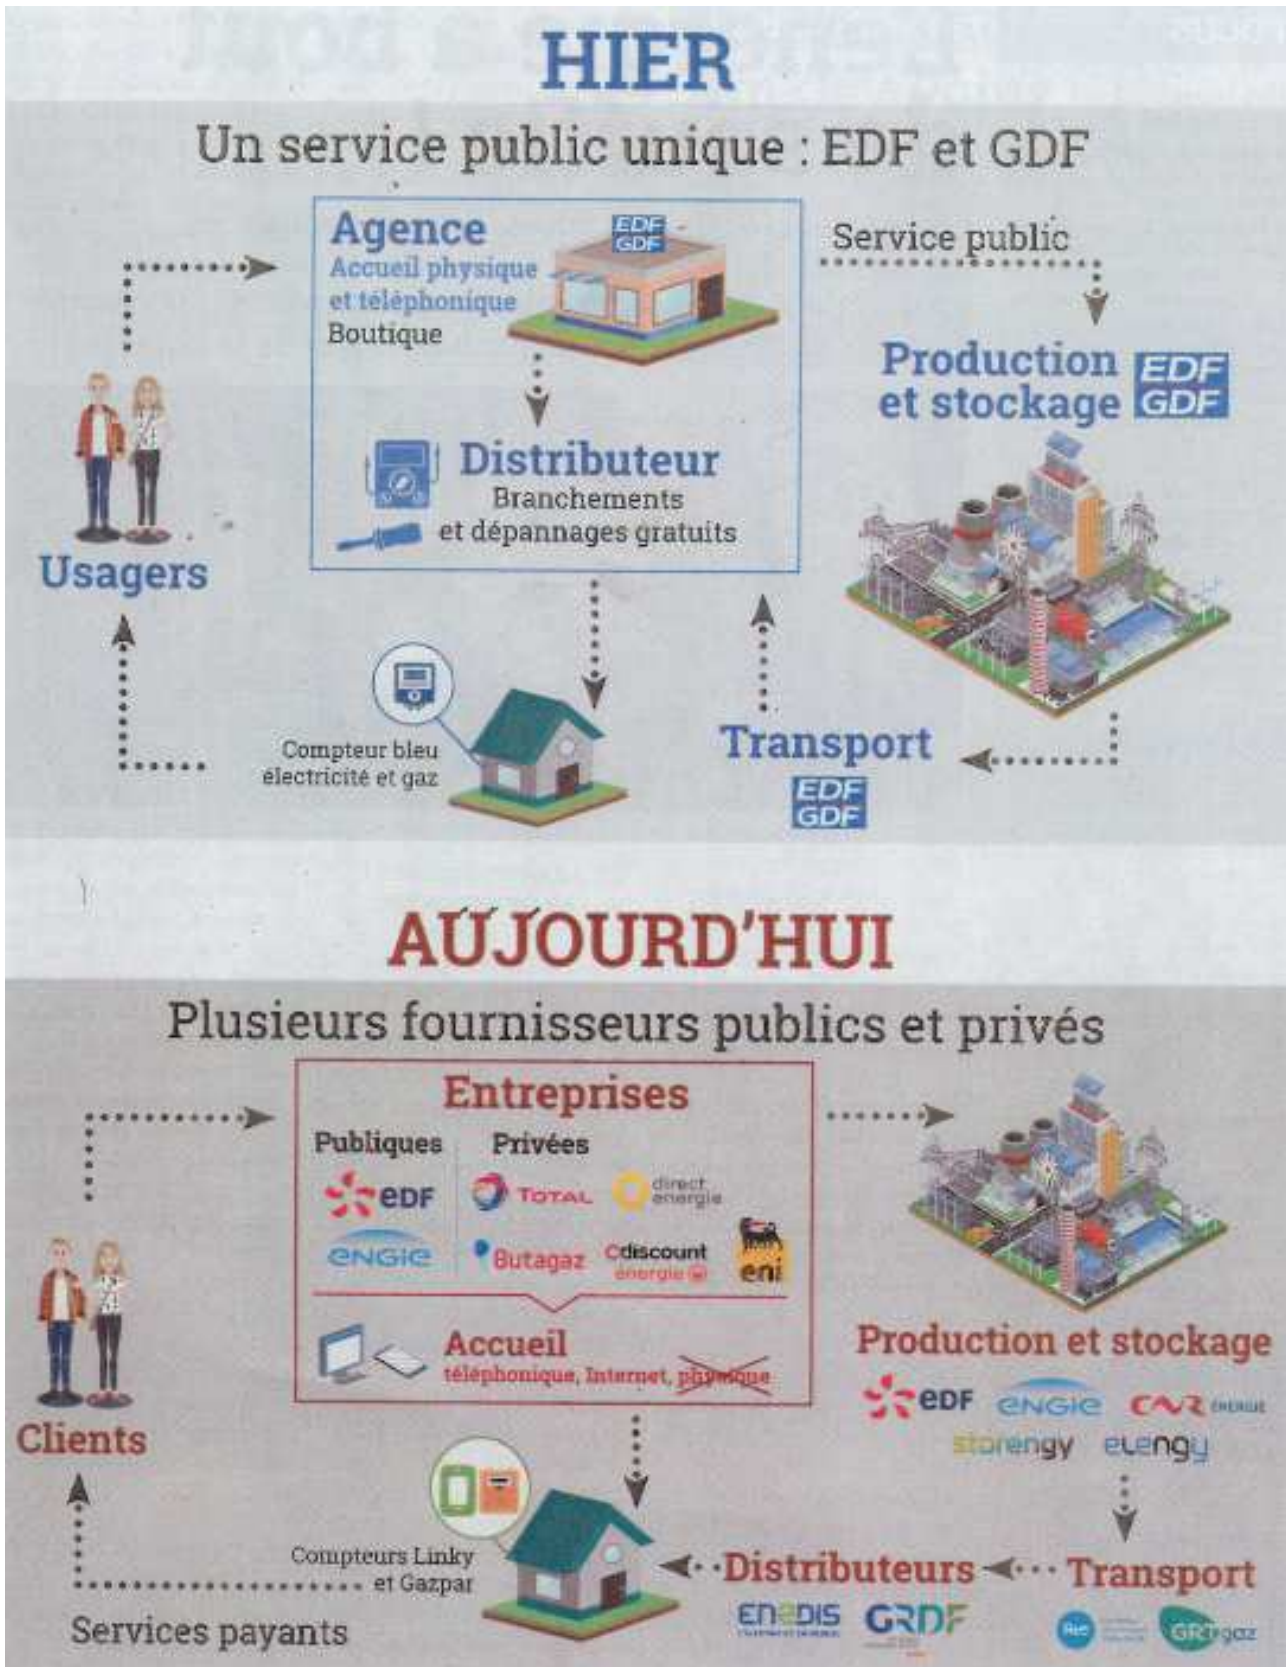 HIER
Un service public unique : EDF et GDF
Agence
Accueil physique
et téléphonique
Boutique
EDF
GDF
Service public
Production
et stockage
EDF
GDF
Distributeur
Branchements
et dépannages gratuits
Usagers
Compteur bleu
électricité et gaz
Transport
EDF
GDF
AUJOURD'HUI
Plusieurs fournisseurs publics et privés
Entreprises
Publiques
Privées
eDF
TOTAL
direct
energie
ENGIE
Butagaz
Cdiscount
énergie
eni
Accueil
téléphonique, Internet, physique
Clients
Production et stockage
eDF
ENGIE
CNR
storengy
elengy
Compteurs Linky
et Gazpar
Distributeurs
Transport
ENEDIS
GRDF
Rte
GRTgaz
Services payants